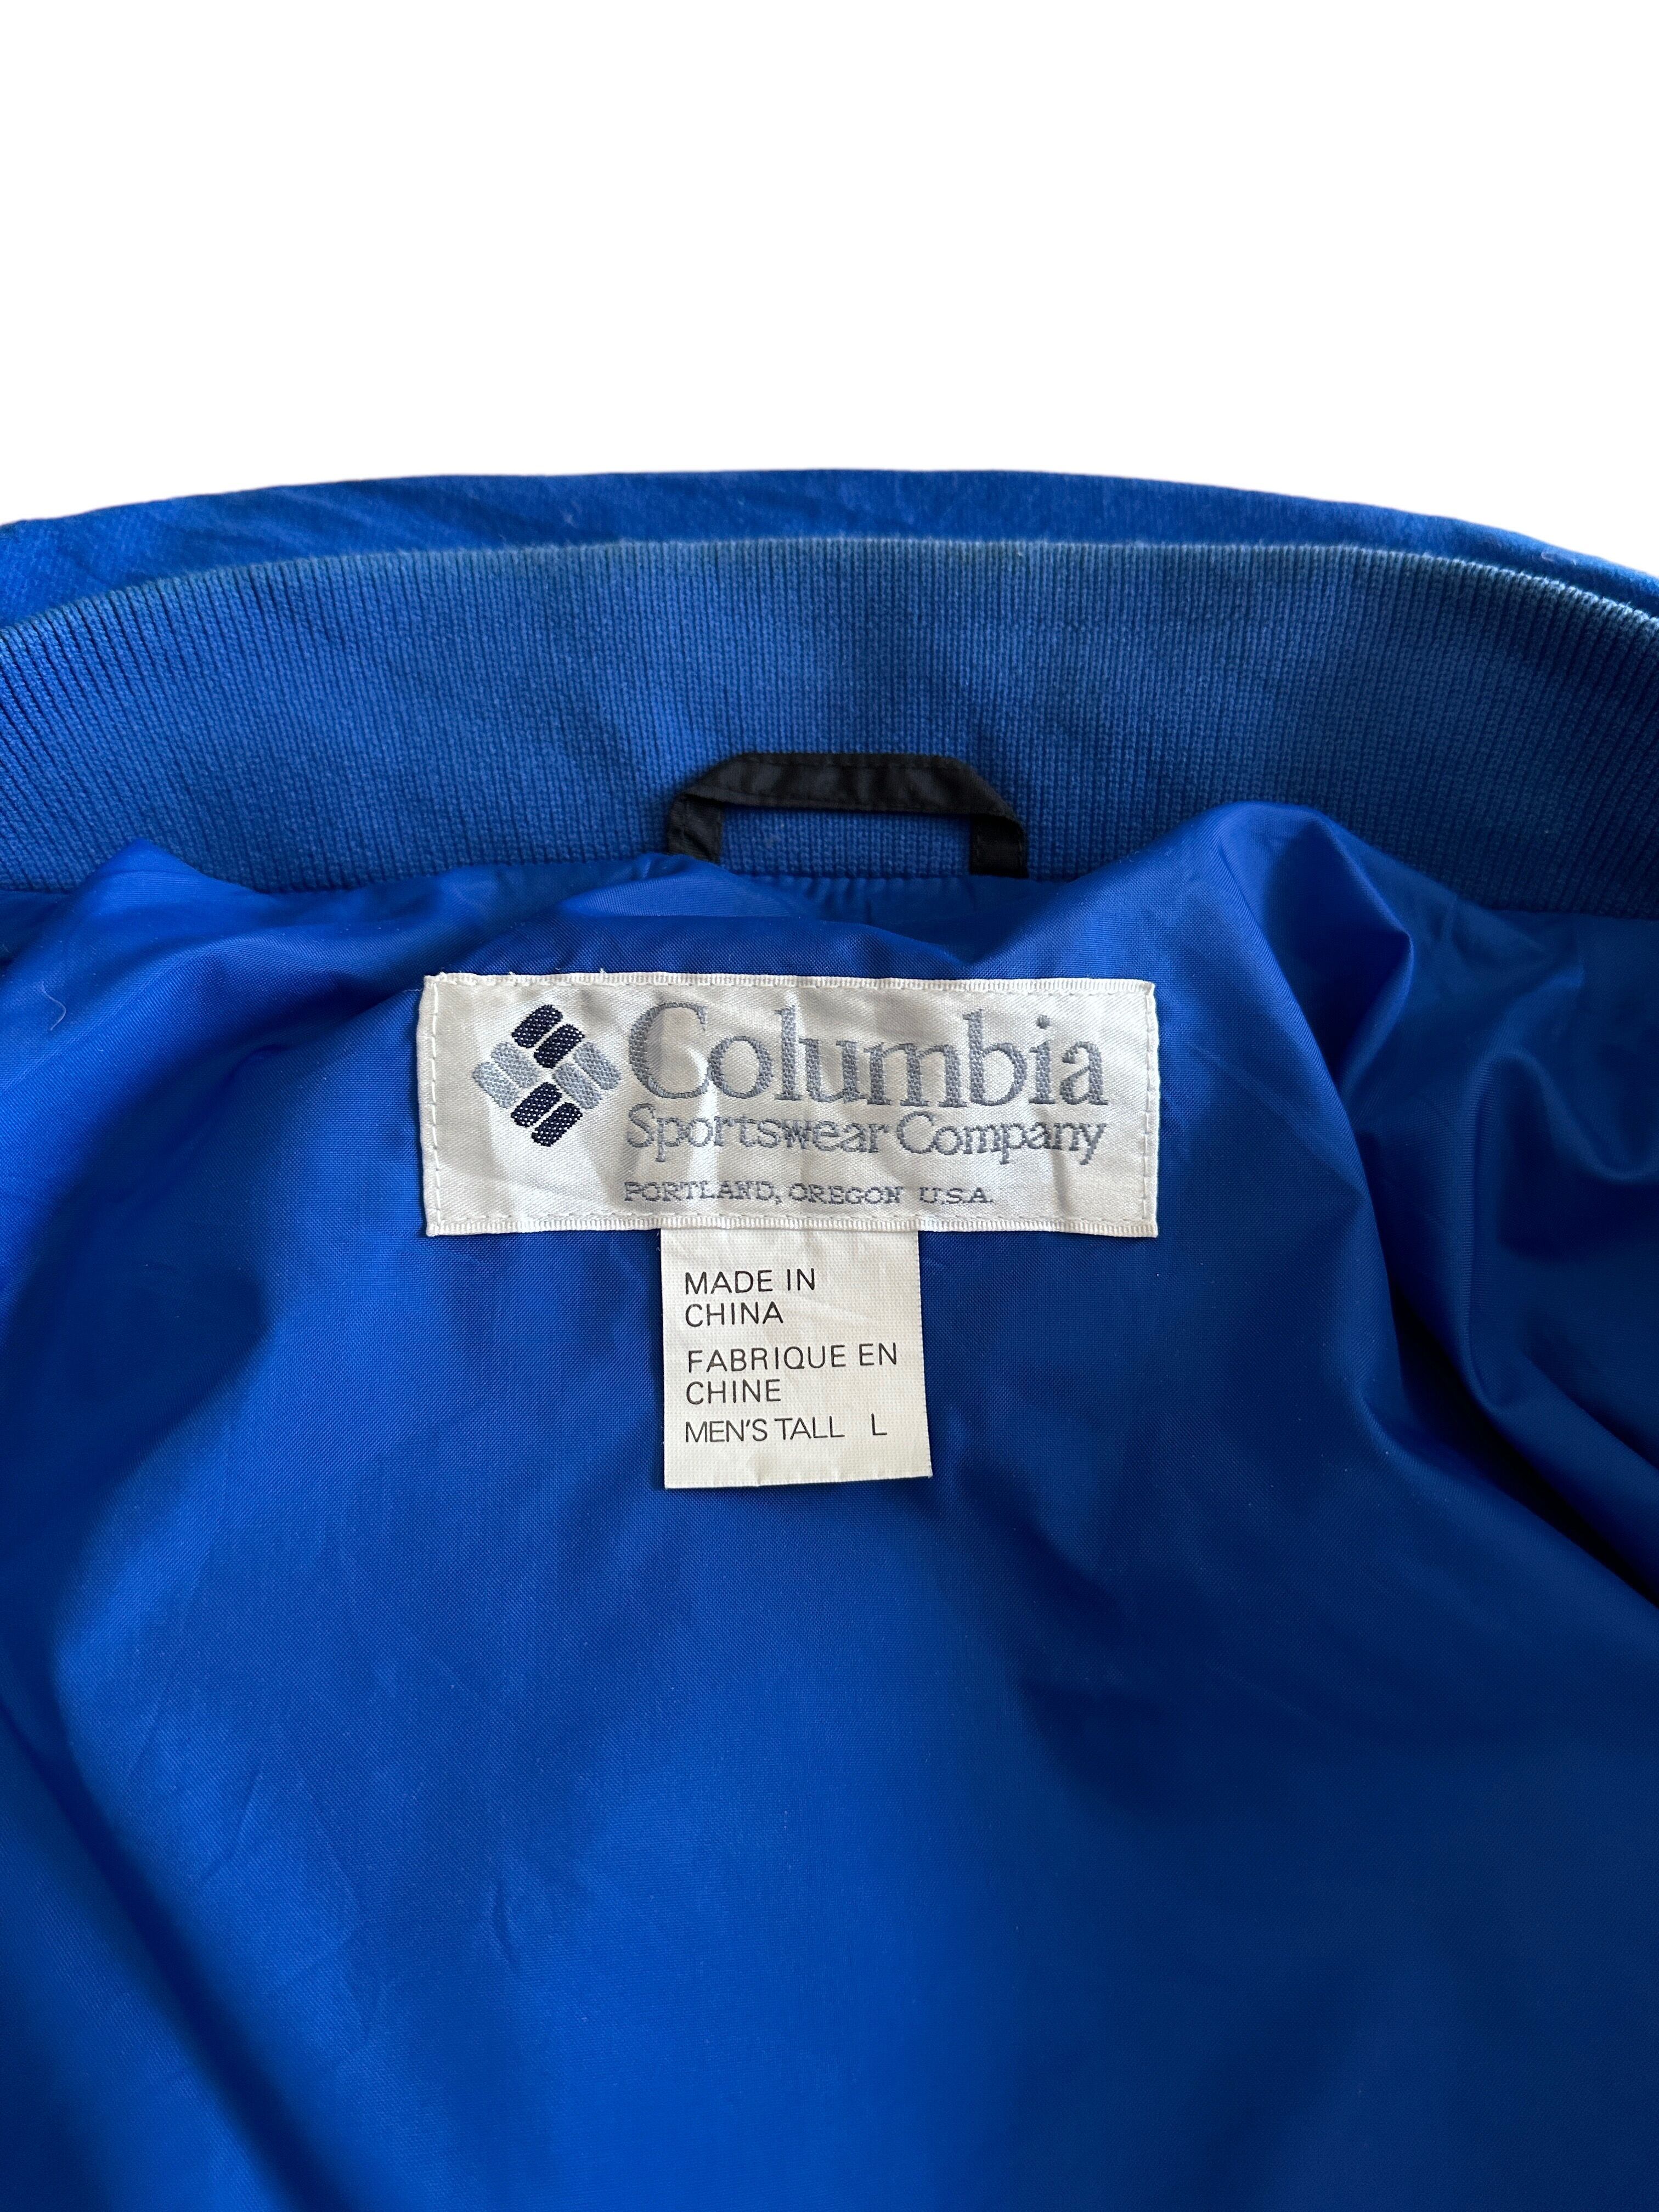 Columbia
Sportswear Company
PORTLAND, OREGON U.S.A.
MADE IN
CHINA
FABRIQUE EN
CHINE
MEN'S TALL L